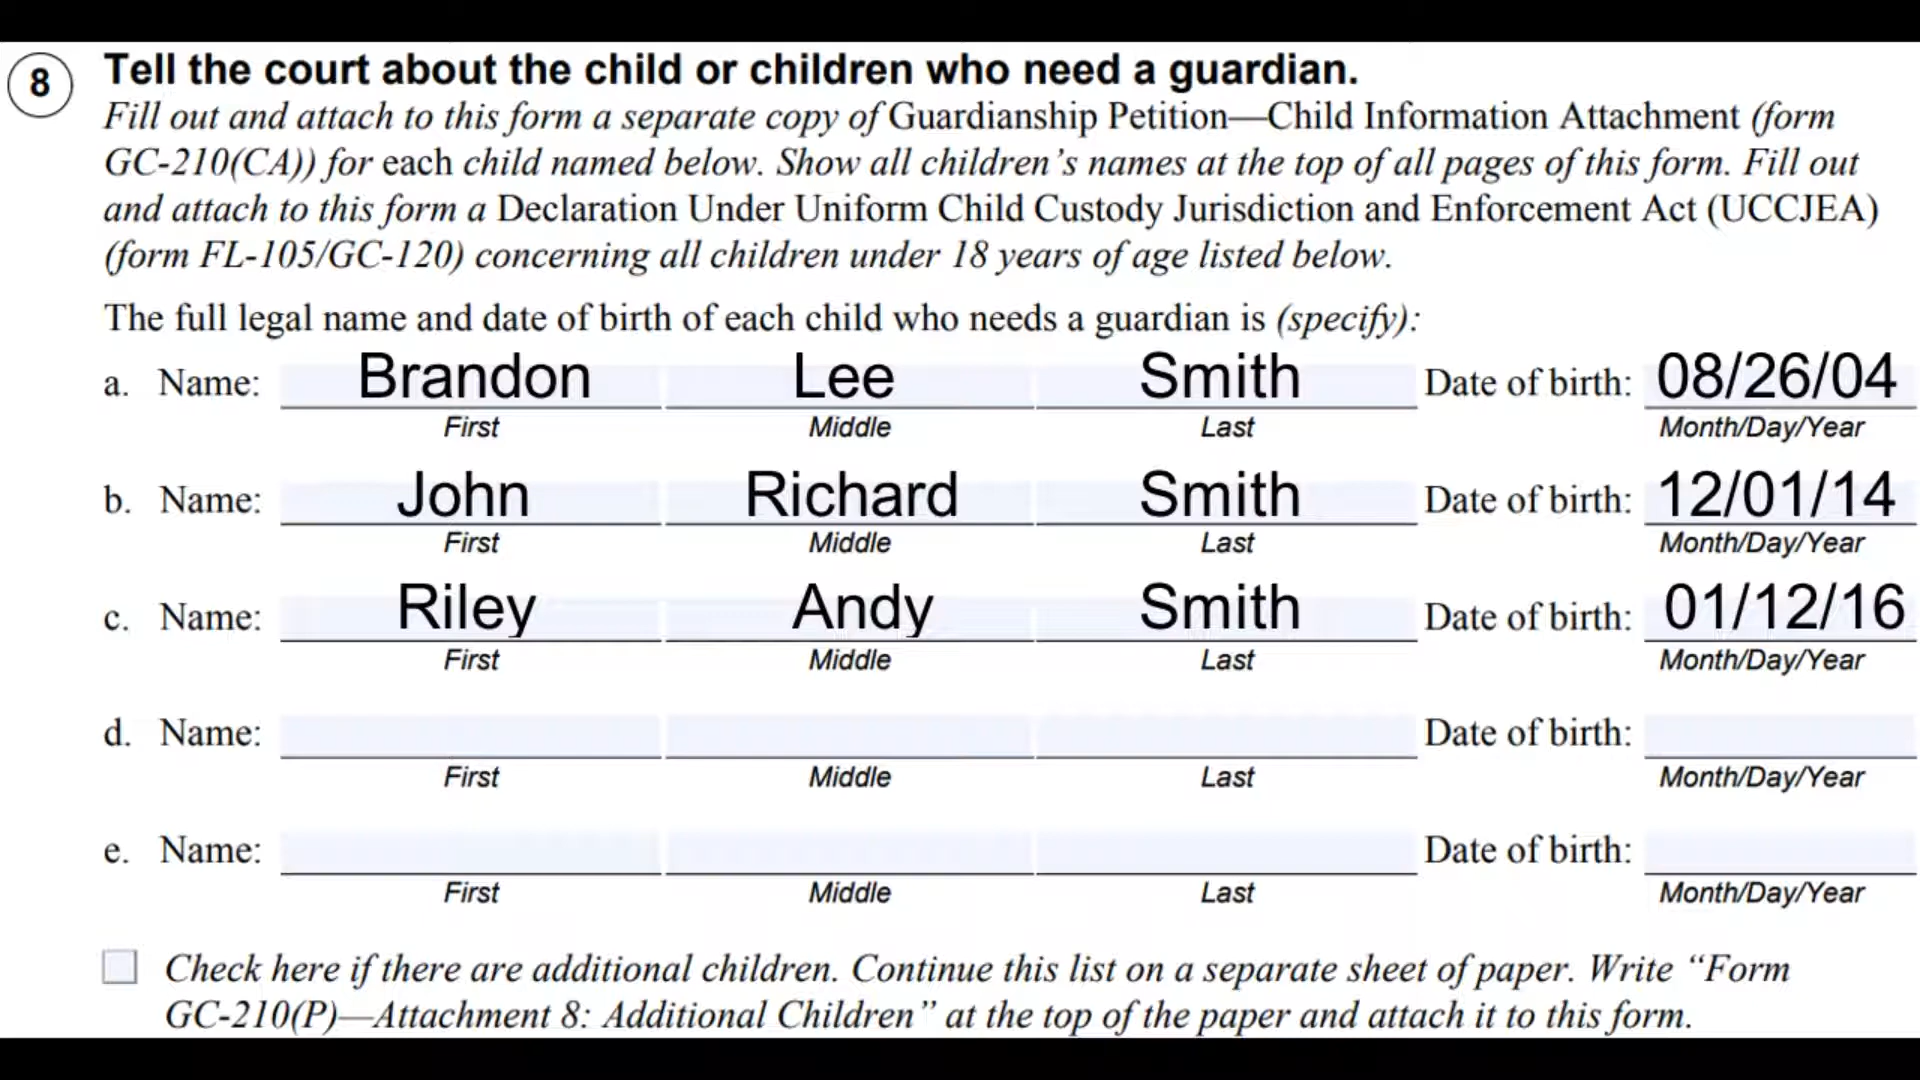 8 Tell the court about the child or children who need a guardian.
Fill out and attach to this form a separate copy of Guardianship Petition—Child Information Attachment (form
GC-210(CA)) for each child named below. Show all children's names at the top of all pages of this form. Fill out
and attach to this form a Declaration Under Uniform Child Custody Jurisdiction and Enforcement Act (UCCJEA)
(form FL-105/GC-120) concerning all children under 18 years of age listed below.
The full legal name and date of birth of each child who needs a guardian is (specify):
a. Name: Brandon Lee Smith Date of birth: 08/26/04
First Middle Last Month/Day/Year
b. Name: John Richard Smith Date of birth: 12/01/14
First Middle Last Month/Day/Year
c. Name: Riley Andy Smith Date of birth: 01/12/16
First Middle Last Month/Day/Year
d. Name: Date of birth:
First Middle Last Month/Day/Year
e. Name: Date of birth:
First Middle Last Month/Day/Year
Check here if there are additional children. Continue this list on a separate sheet of paper. Write “Form
GC-210(P)—Attachment 8: Additional Children” at the top of the paper and attach it to this form.